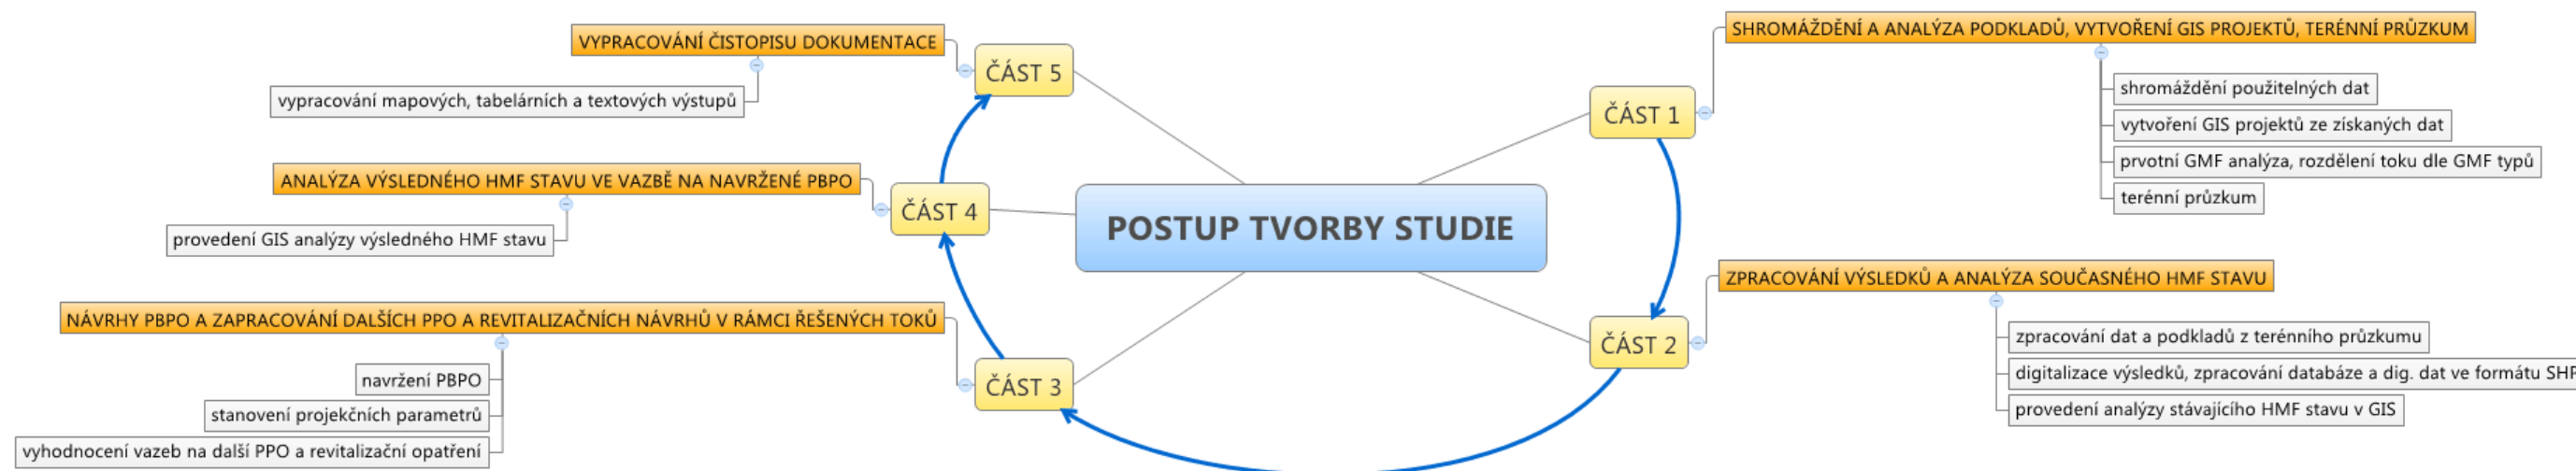 POSTUP TVORBY STUDIE
ČÁST 1
SHROMÁŽDĚNÍ A ANALÝZA PODKLADŮ, VYTVOŘENÍ GIS PROJEKTŮ, TERÉNNÍ PRŮZKUM
shromáždění použitelných dat
vytvoření GIS projektů ze získaných dat
prvotní GMF analýza, rozdělení toku dle GMF typů
terénní průzkum
ČÁST 2
ZPRACOVÁNÍ VÝSLEDKŮ A ANALÝZA SOUČASNÉHO HMF STAVU
zpracování dat a podkladů z terénního průzkumu
digitalizace výsledků, zpracování databáze a dig. dat ve formátu SHP
provedení analýzy stávajícího HMF stavu v GIS
ČÁST 3
NÁVRHY PBPO A ZAPRACOVÁNÍ DALŠÍCH PPO A REVITALIZAČNÍCH NÁVRHŮ V RÁMCI ŘEŠENÝCH TOKŮ
navržení PBPO
stanovení projekčních parametrů
vyhodnocení vazeb na další PPO a revitalizační opatření
ČÁST 4
ANALÝZA VÝSLEDNÉHO HMF STAVU VE VAZBĚ NA NAVRŽENÉ PBPO
provedení GIS analýzy výsledného HMF stavu
ČÁST 5
VYPRACOVÁNÍ ČISTOPISU DOKUMENTACE
vypracování mapových, tabelárních a textových výstupů